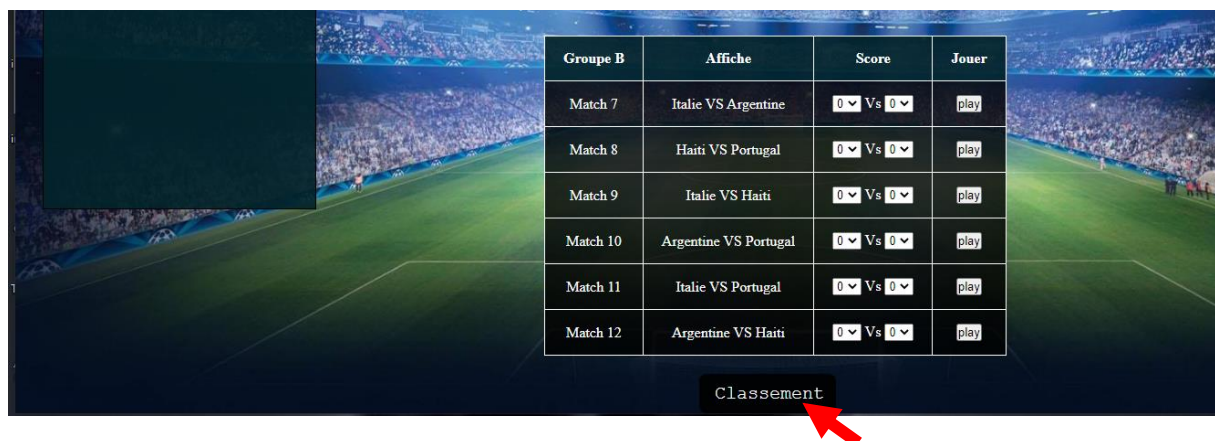 Groupe B Affiche Score Jouer
Match 7 Italie VS Argentine 0 Vs 0 play
Match 8 Haiti VS Portugal 0 Vs 0 play
Match 9 Italie VS Haiti 0 Vs 0 play
Match 10 Argentine VS Portugal 0 Vs 0 play
Match 11 Italie VS Portugal 0 Vs 0 play
Match 12 Argentine VS Haiti 0 Vs 0 play
Classement